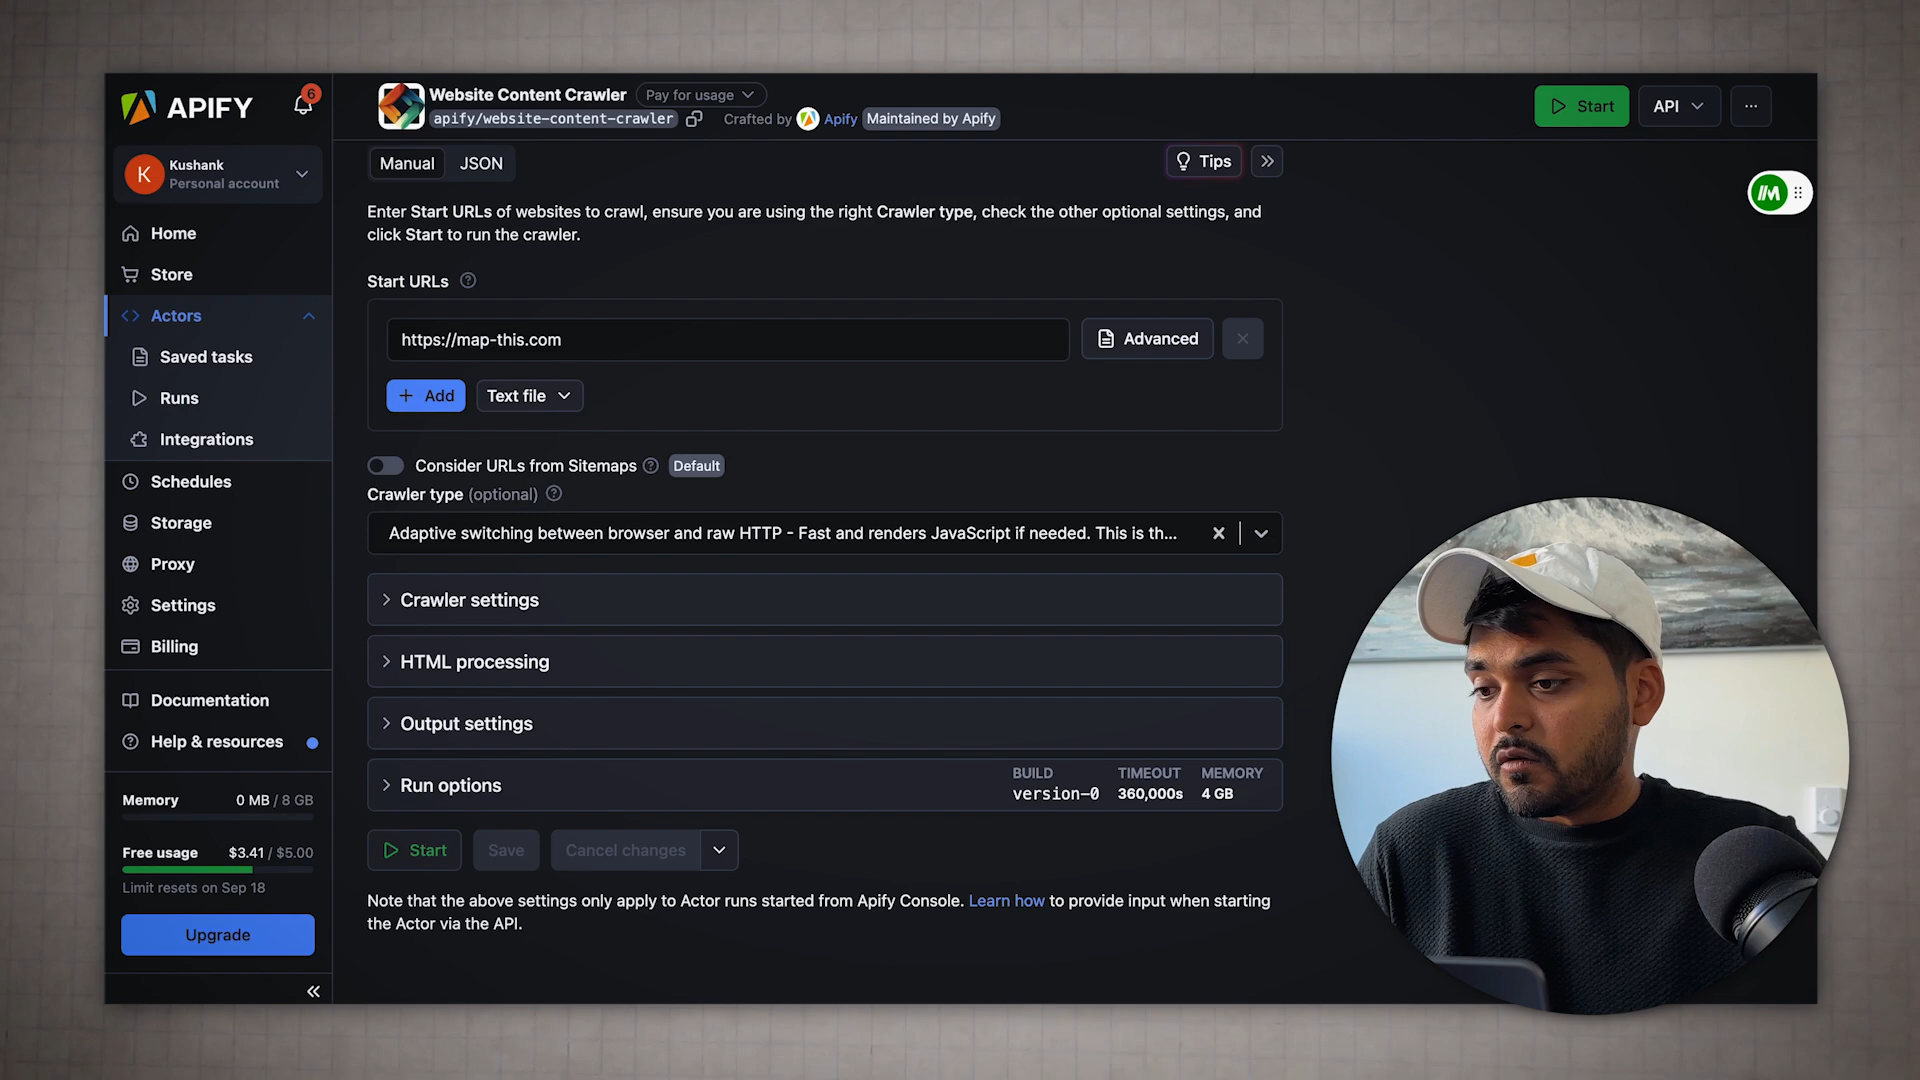 APIFY
6
K
Kushank
Personal account
Home
Store
Actors
Saved tasks
Runs
Integrations
Schedules
Storage
Proxy
Settings
Billing
Documentation
Help & resources
Memory 0 MB / 8 GB
Free usage $3.41 / $5.00
Limit resets on Sep 18
Upgrade
Website Content Crawler Pay for usage
apify/website-content-crawler Crafted by Apify Maintained by Apify
Start API ...
Manual JSON
Tips
Enter Start URLs of websites to crawl, ensure you are using the right Crawler type, check the other optional settings, and
click Start to run the crawler.
Start URLs
https://map-this.com
Advanced
+ Add Text file
Consider URLs from Sitemaps Default
Crawler type (optional)
Adaptive switching between browser and raw HTTP - Fast and renders JavaScript if needed. This is th...
Crawler settings
HTML processing
Output settings
Run options
BUILD TIMEOUT MEMORY
version-0 360,000s 4 GB
Start Save Cancel changes
Note that the above settings only apply to Actor runs started from Apify Console. Learn how to provide input when starting
the Actor via the API.